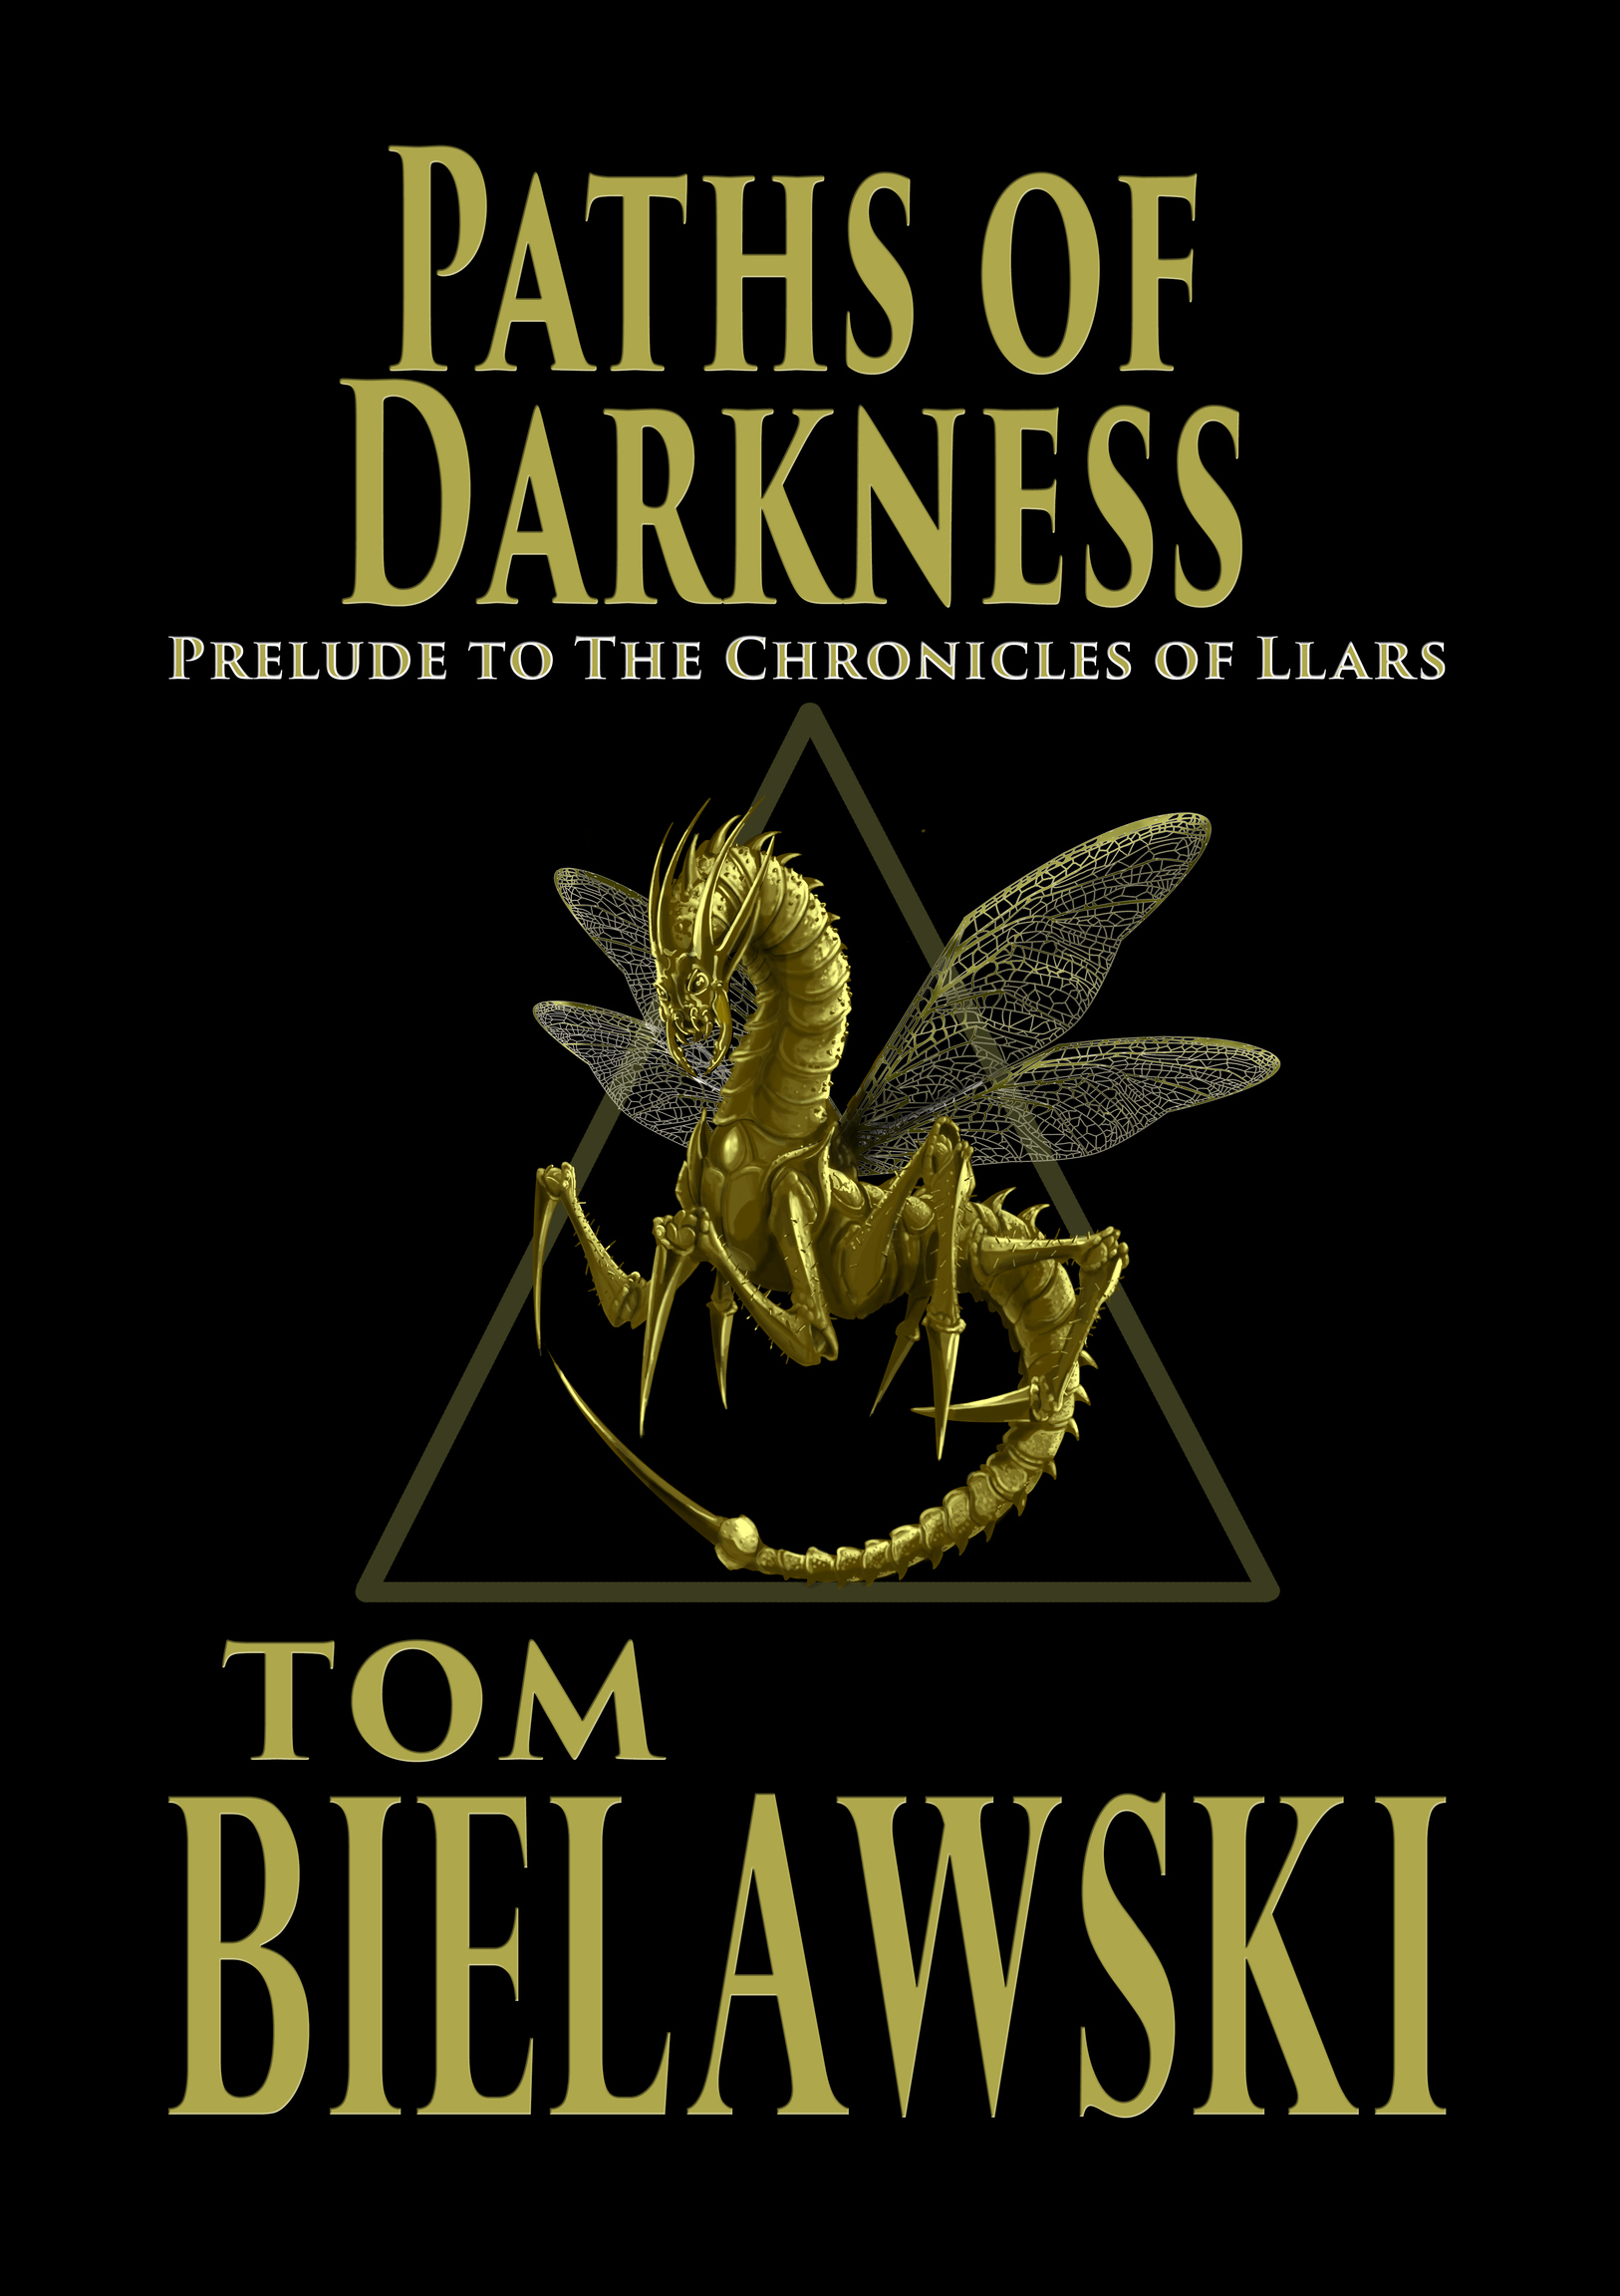 PATHS OF
DARKNESS
PRELUDE TO THE CHRONICLES OF LLARS
TOM
BIELAWSKI